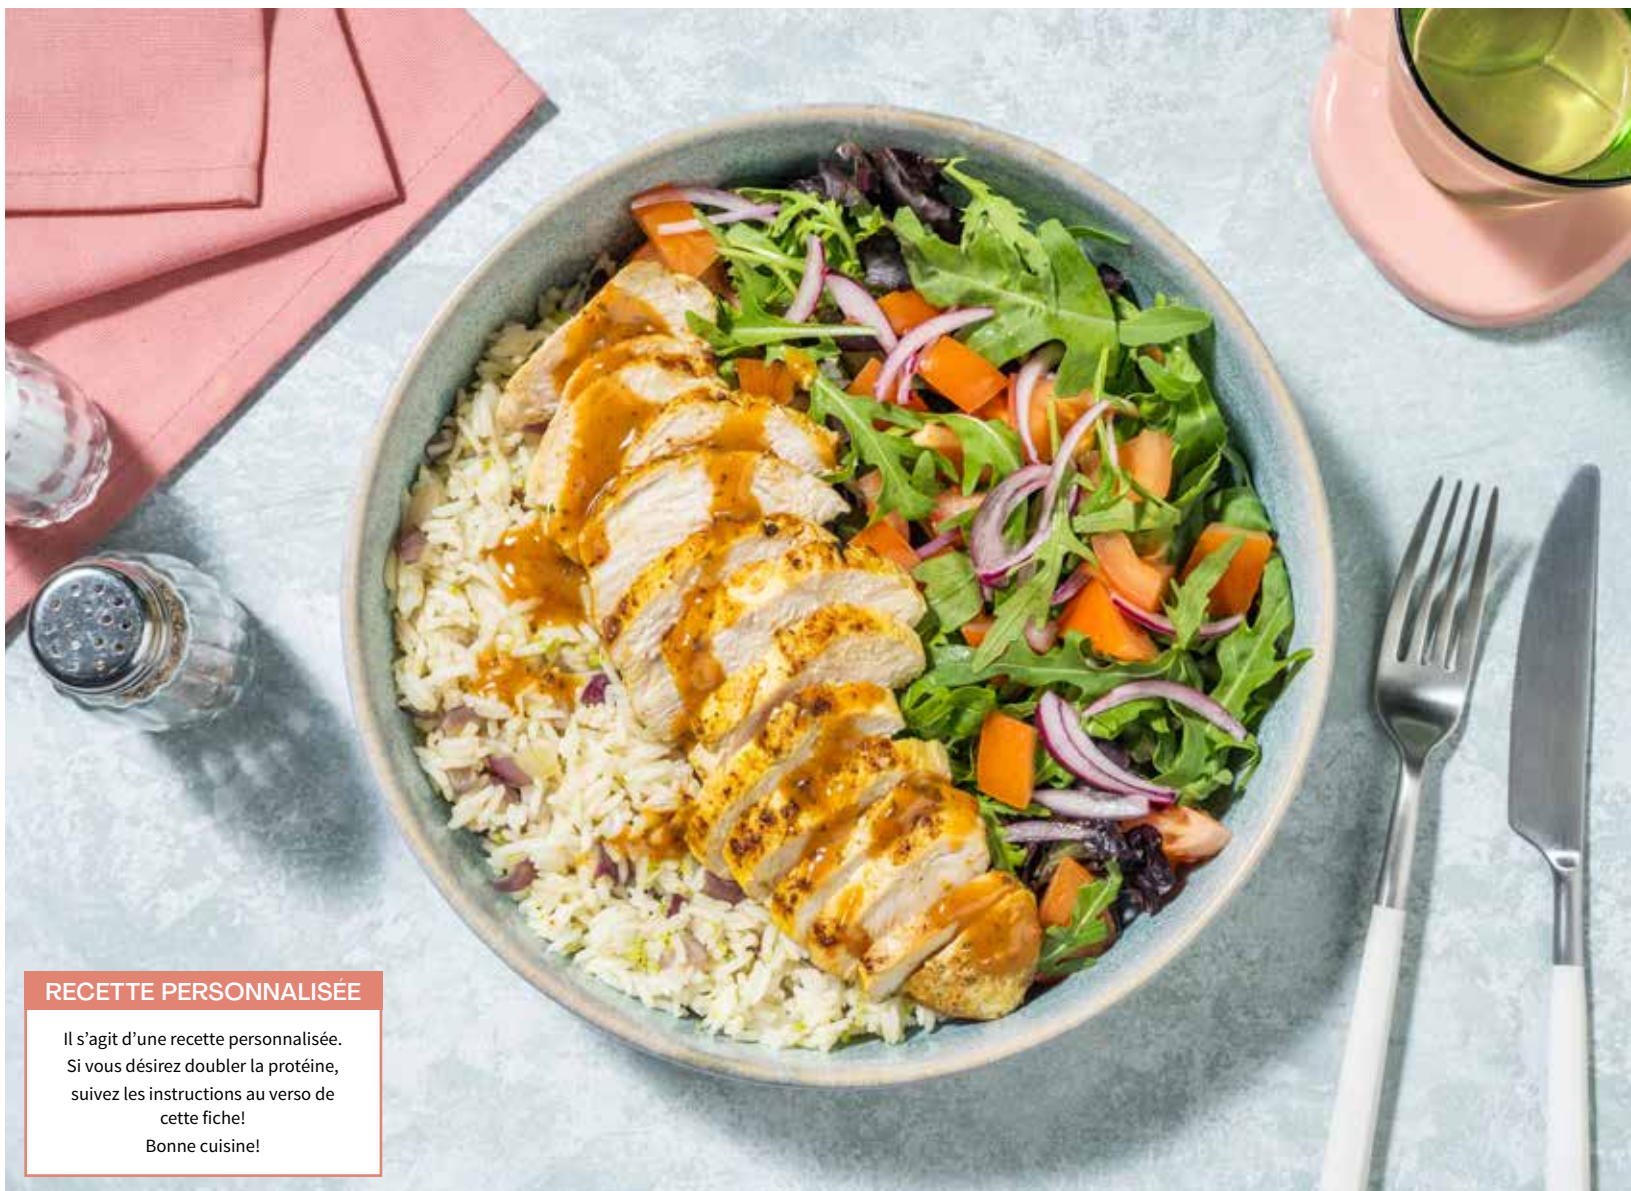 RECETTE PERSONNALISÉE
Il s’agit d’une recette personnalisée.
Si vous désirez doubler la protéine,
suivez les instructions au verso de
cette fiche!
Bonne cuisine!